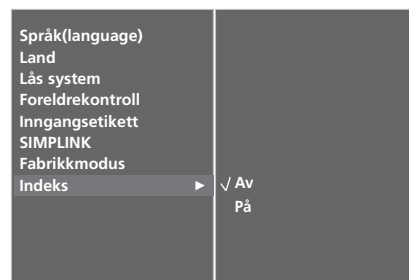 Språk(language)
Land
Lås system
Foreldrekontroll
Inngangsetikett
SIMPLINK
Fabrikkmodus
Indeks ► √ Av
På